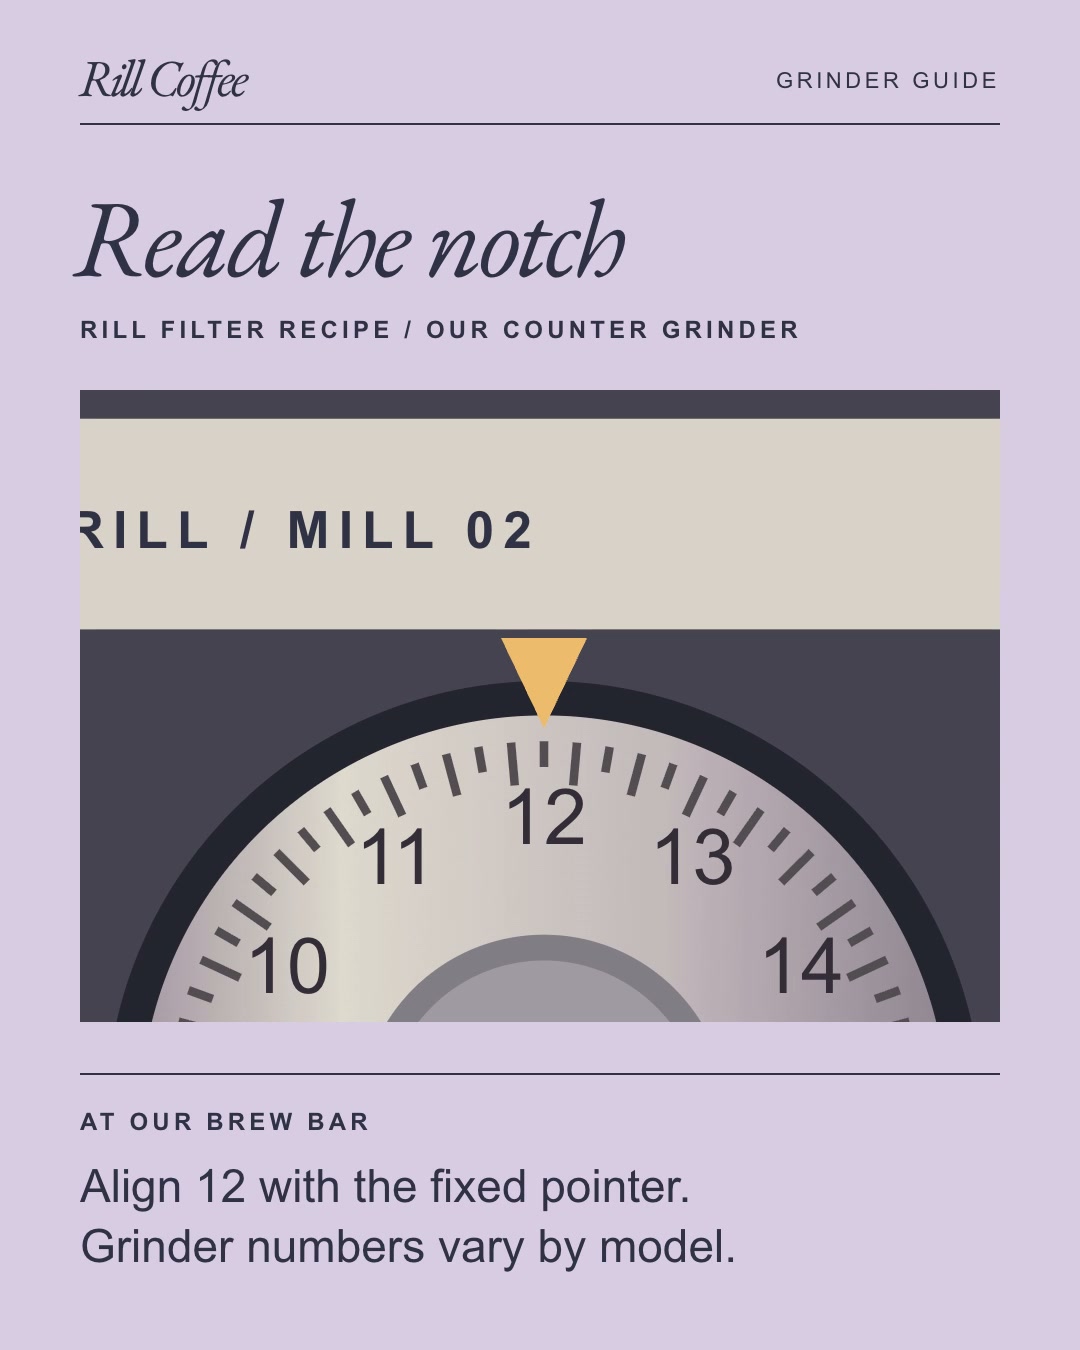 Rill Coffee
GRINDER GUIDE
Read the notch
RILL FILTER RECIPE / OUR COUNTER GRINDER
RILL / MILL 02
12
11
13
10
14
AT OUR BREW BAR
Align 12 with the fixed pointer.
Grinder numbers vary by model.